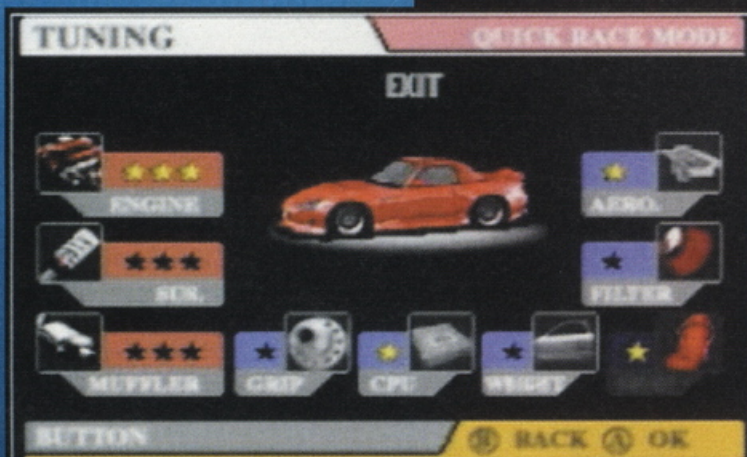 TUNING
QUICK RACE MODE
EXIT
ENGINE
AERO.
SUS.
FILTER
MUFFLER
GRIP
CPU
WEIGHT
BUTTON
B BACK A OK